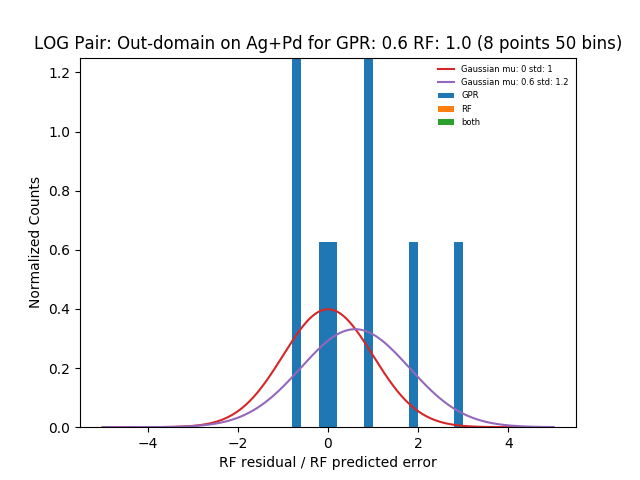 LOG Pair: Out-domain on Ag+Pd for GPR: 0.6 RF: 1.0 (8 points 50 bins)
Gaussian mu: 0 std: 1
Gaussian mu: 0.6 std: 1.2
GPR
RF
both
Normalized Counts
1.2
1.0
0.8
0.6
0.4
0.2
0.0
−4
−2
0
2
4
RF residual / RF predicted error